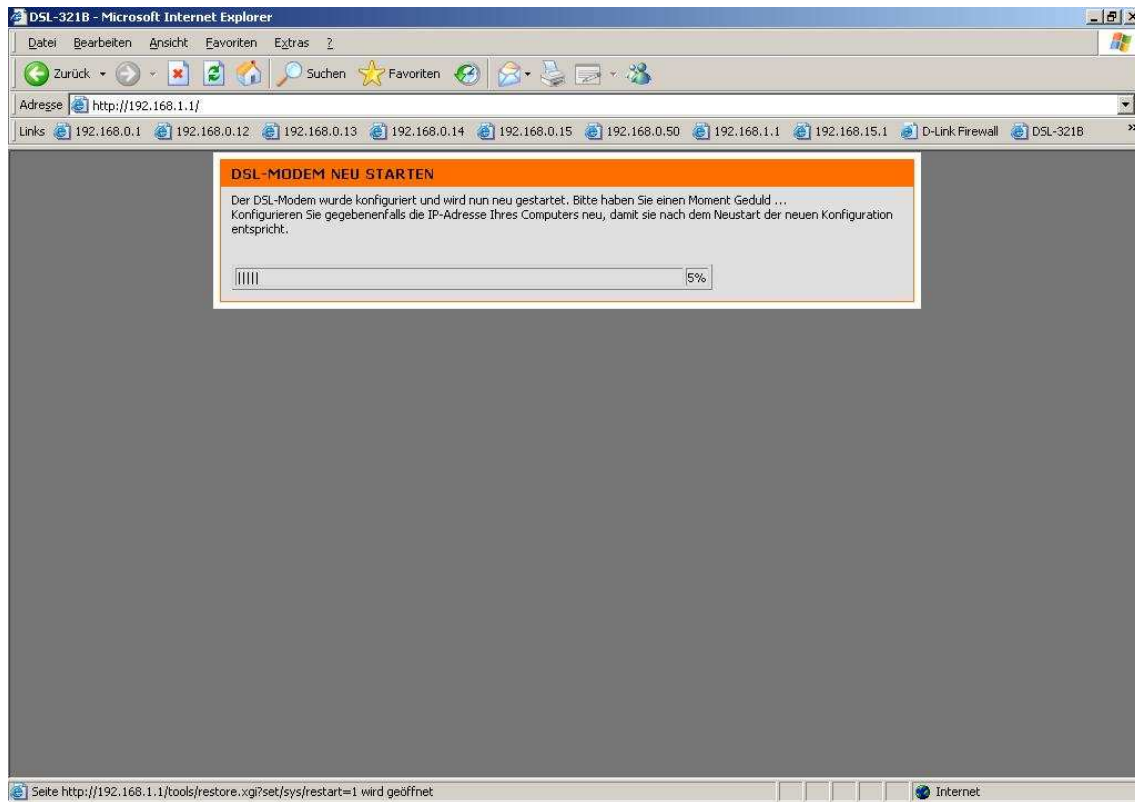 DSL-321B - Microsoft Internet Explorer
Datei Bearbeiten Ansicht Favoriten Extras ?
Zurück Suchen Favoriten
Adresse http://192.168.1.1/
Links 192.168.0.1 192.168.0.12 192.168.0.13 192.168.0.14 192.168.0.15 192.168.0.50 192.168.1.1 192.168.15.1 D-Link Firewall DSL-321B »
DSL-MODEM NEU STARTEN
Der DSL-Modem wurde konfiguriert und wird nun neu gestartet. Bitte haben Sie einen Moment Geduld ...
Konfigurieren Sie gegebenenfalls die IP-Adresse Ihres Computers neu, damit sie nach dem Neustart der neuen Konfiguration
entspricht.
5%
Seite http://192.168.1.1/tools/restore.xgi?set/sys/restart=1 wird geöffnet Internet